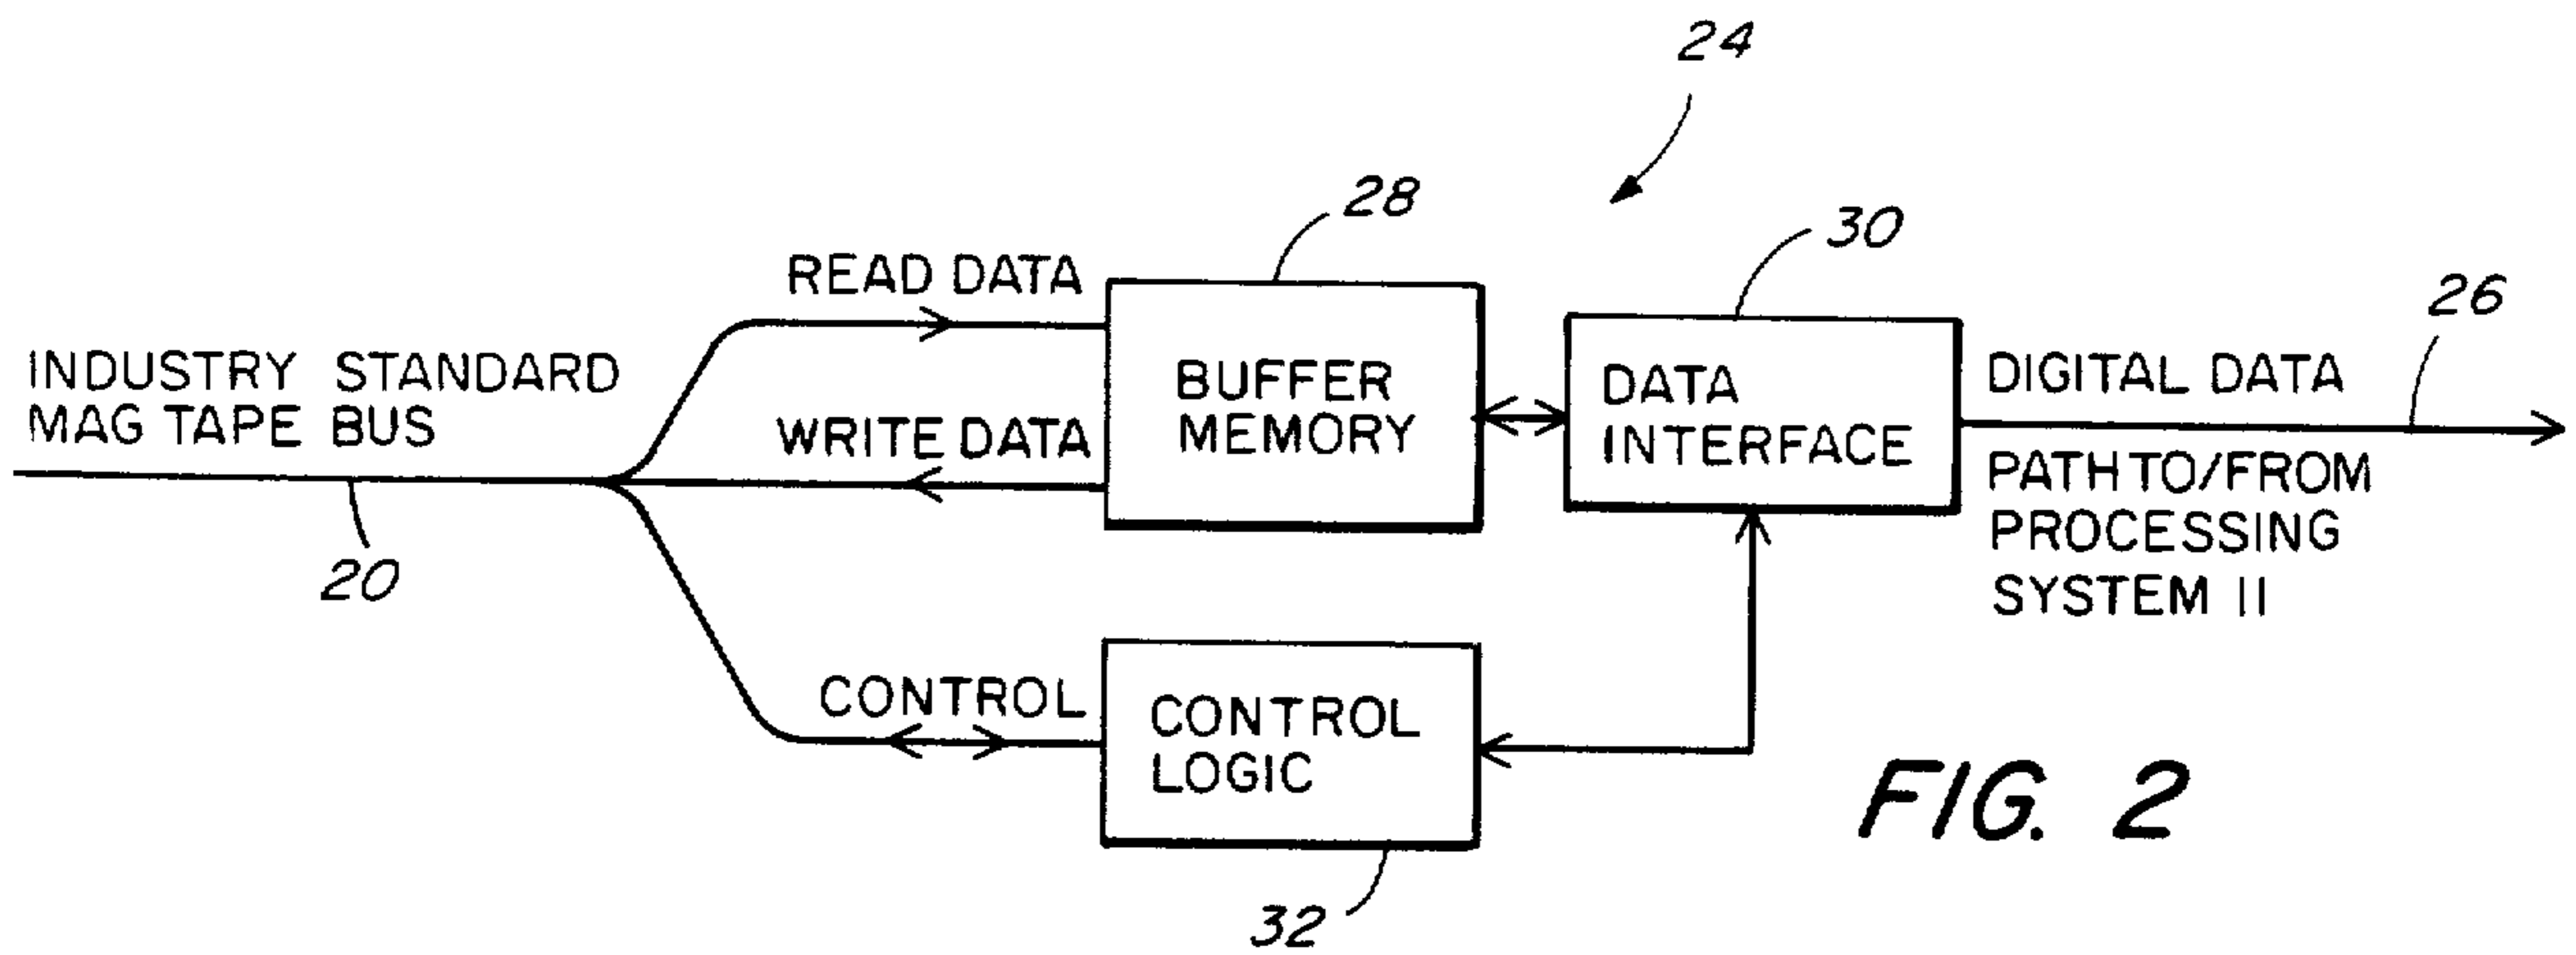 24
28
30
26
READ DATA
INDUSTRY STANDARD
MAG TAPE BUS
BUFFER
MEMORY
DATA
INTERFACE
DIGITAL DATA
WRITE DATA
PATH TO/FROM
PROCESSING
SYSTEM 11
20
CONTROL
CONTROL
LOGIC
32
FIG. 2